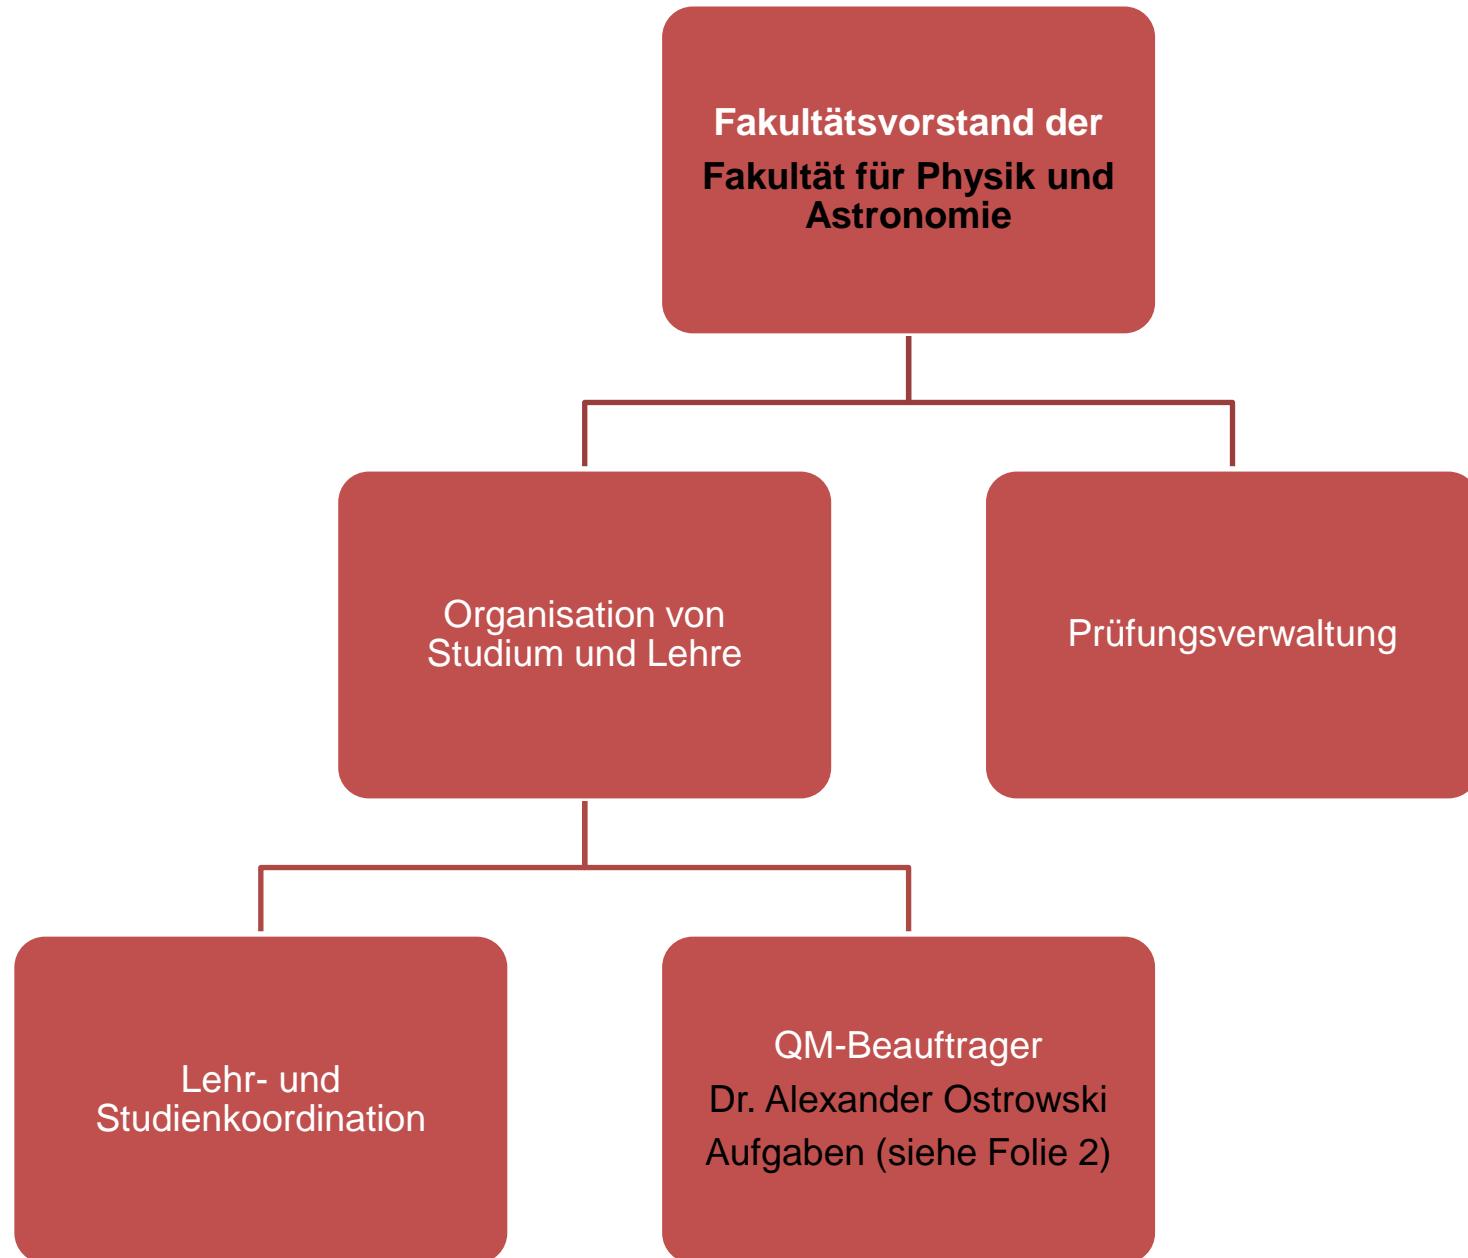 Fakultätsvorstand der
Fakultät für Physik und
Astronomie
Organisation von
Studium und Lehre
Prüfungsverwaltung
Lehr- und
Studienkoordination
QM-Beauftrager
Dr. Alexander Ostrowski
Aufgaben (siehe Folie 2)